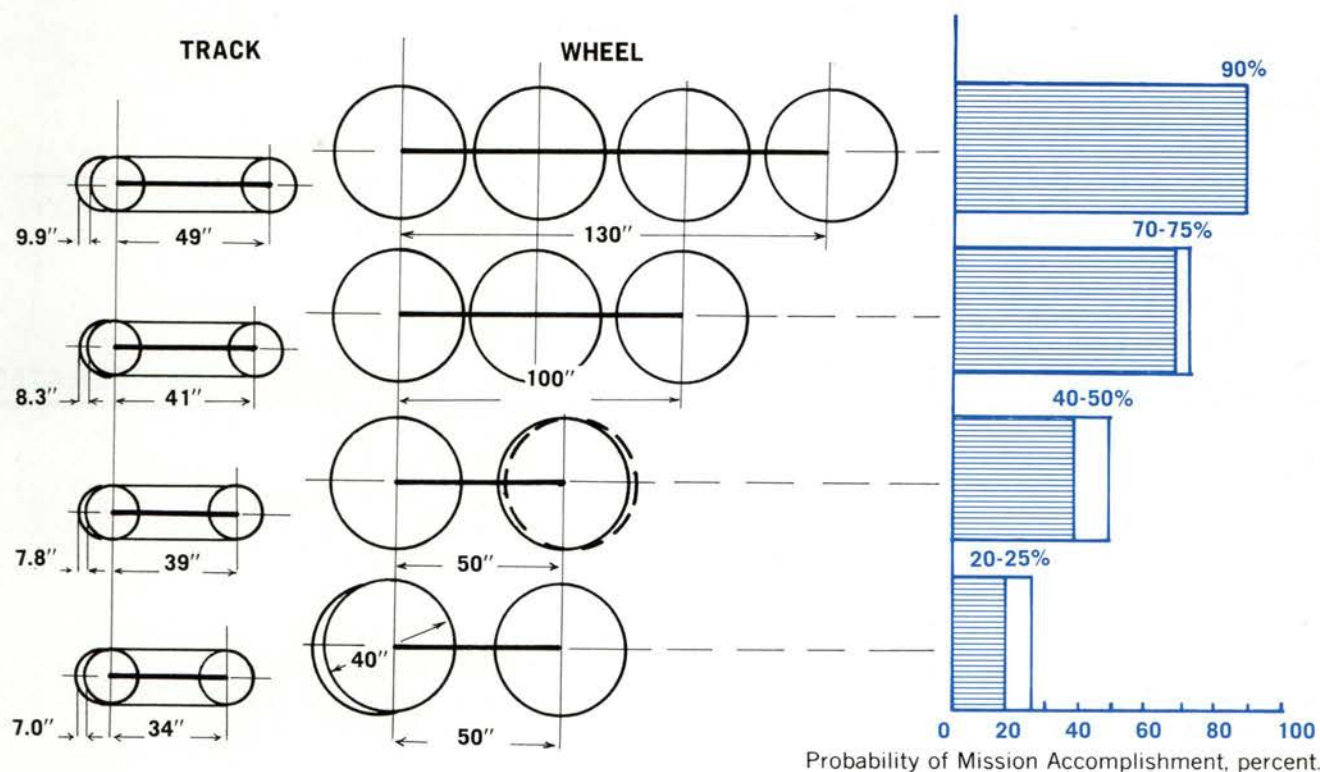 TRACK WHEEL
90%
9.9″ 49″ 130″
70-75%
8.3″ 41″ 100″
40-50%
7.8″ 39″ 50″
20-25%
40″
7.0″ 34″ 50″
0 20 40 60 80 100
Probability of Mission Accomplishment, percent.